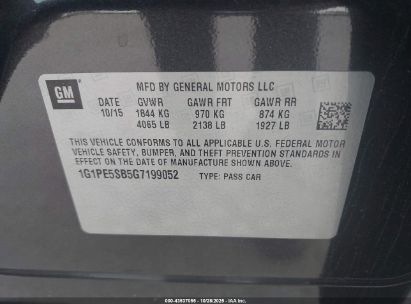 GM
MFD BY GENERAL MOTORS LLC
DATE GVWR GAWR FRT GAWR RR
10/15 1844 KG 970 KG 874 KG
4065 LB 2138 LB 1927 LB
THIS VEHICLE CONFORMS TO ALL APPLICABLE U.S. FEDERAL MOTOR
VEHICLE SAFETY, BUMPER, AND THEFT PREVENTION STANDARDS
IN EFFECT ON THE DATE OF MANUFACTURE SHOWN ABOVE.
1G1PE5SB5G7199052 TYPE: PASS CAR